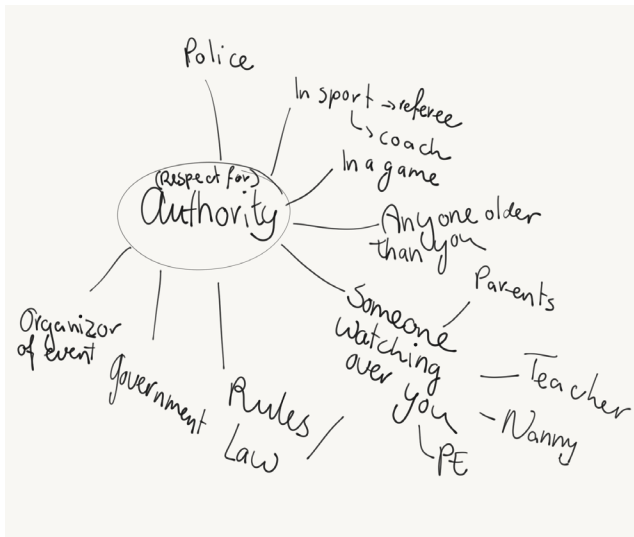 Police
In sport → referee
↳ coach
In a game
(Respect for)
authority
Anyone older
than you
Parents
Someone
watching
over you
Teacher
Nanny
PE
Organizor
of event
government
Rules
Law